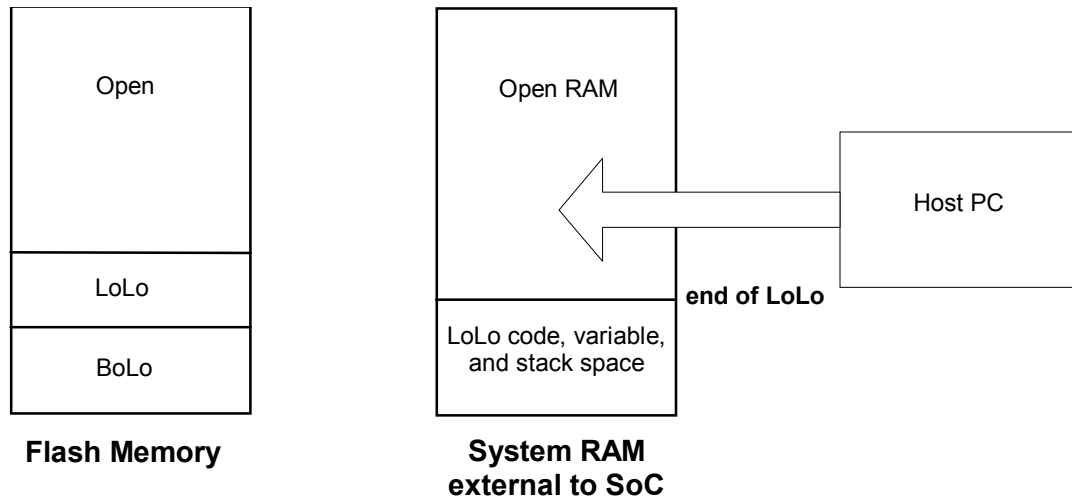 Open
LoLo
BoLo
Flash Memory
Open RAM
LoLo code, variable,
and stack space
System RAM
external to SoC
end of LoLo
Host PC